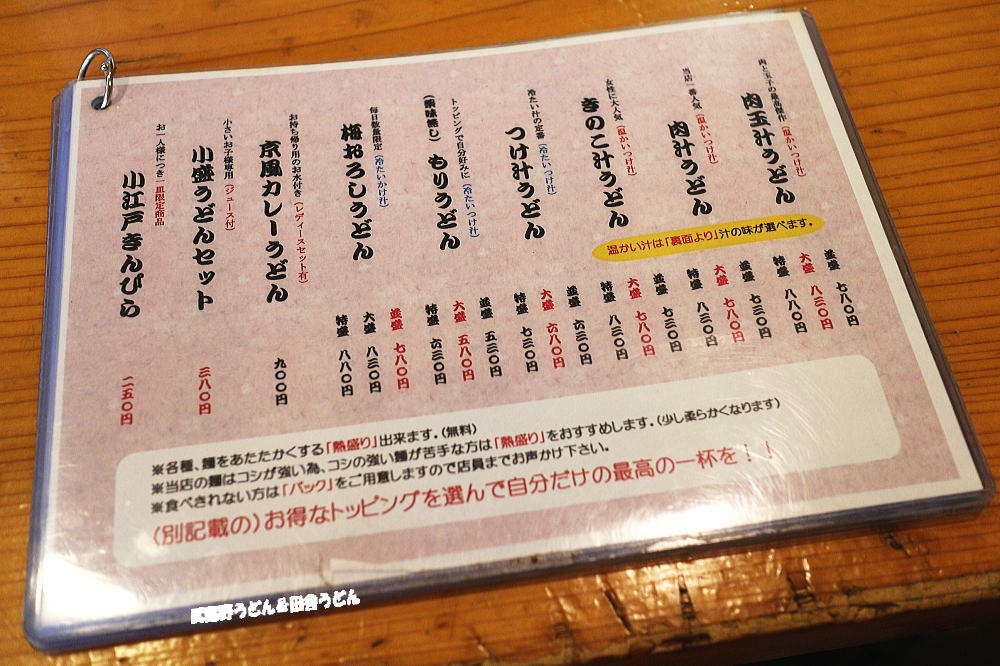 肉と玉子の最高傑作(温かいつけ汁)
肉玉汁うどん
並盛 七八〇円
大盛 八三〇円
特盛 八八〇円
当店一番人気(温かいつけ汁)
肉汁うどん
並盛 七三〇円
大盛 七八〇円
特盛 八三〇円
女性に大人気(温かいつけ汁)
きのこ汁うどん
並盛 七三〇円
大盛 七八〇円
特盛 八三〇円
温かい汁は「裏面より」汁の味が選べます。
冷たい汁の定番(冷たいつけ汁)
つけ汁うどん
並盛 六三〇円
大盛 六八〇円
特盛 七三〇円
トッピングで自分好みに(冷たいつけ汁)
(薬味無し)もりうどん
並盛 五三〇円
大盛 五八〇円
特盛 六三〇円
毎日数量限定(冷たいかけ汁)
梅おろしうどん
並盛 七八〇円
大盛 八三〇円
特盛 八八〇円
お持ち帰り用のお水付き(レディースセット有)
京風カレーうどん
九〇〇円
小さいお子様専用(ジュース付)
小盛うどんセット
三八〇円
お一人様につき一皿限定商品
小江戸きんぴら
二五〇円
※各種、麺をあたたかくする「熱盛り」出来ます。(無料)
※当店の麺はコシが強い為、コシの強い麺が苦手な方は「熱盛り」をおすすめします。(少し柔らかくなります)
※食べきれない方は「パック」をご用意しますので店員までお声かけ下さい。
(別記載の)お得なトッピングを選んで自分だけの最高の一杯を!!
武蔵野うどん&田舎うどん